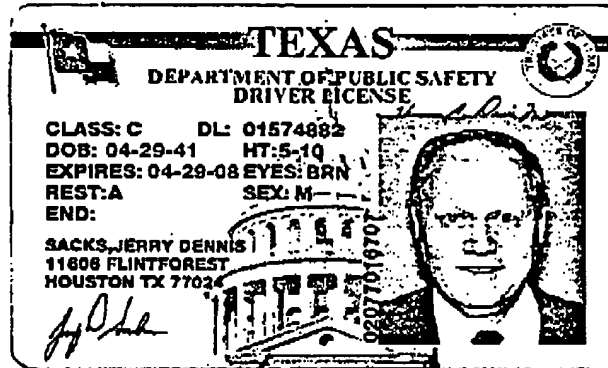 TEXAS
DEPARTMENT OF PUBLIC SAFETY
DRIVER LICENSE
CLASS: C DL: 01574882
DOB: 04-29-41 HT:5-10
EXPIRES: 04-29-08 EYES: BRN
REST:A SEX: M
END:
SACKS,JERRY DENNIS
11606 FLINTFOREST
HOUSTON TX 77024
02077016707